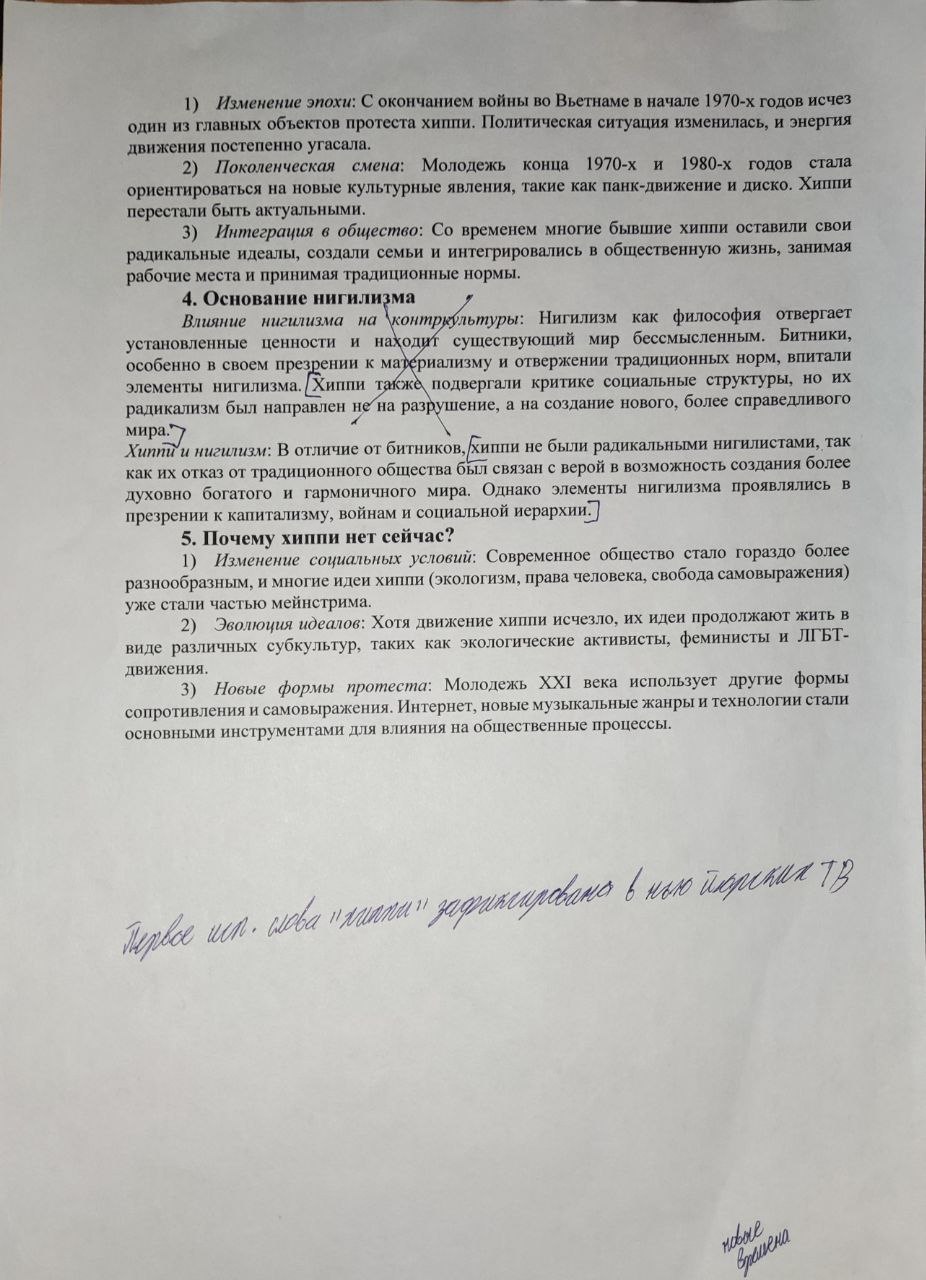 1) Изменение эпохи: С окончанием войны во Вьетнаме в начале 1970-х годов исчез
один из главных объектов протеста хиппи. Политическая ситуация изменилась, и энергия
движения постепенно угасала.
2) Поколенческая смена: Молодежь конца 1970-х и 1980-х годов стала
ориентироваться на новые культурные явления, такие как панк-движение и диско. Хиппи
перестали быть актуальными.
3) Интеграция в общество: Со временем многие бывшие хиппи оставили свои
радикальные идеалы, создали семьи и интегрировались в общественную жизнь, занимая
рабочие места и принимая традиционные нормы.
4. Основание нигилизма
Влияние нигилизма на контркультуры: Нигилизм как философия отвергает
установленные ценности и находит существующий мир бессмысленным. Битники,
особенно в своем презрении к материализму и отвержении традиционных норм, впитали
элементы нигилизма. [Хиппи также подвергали критике социальные структуры, но их
радикализм был направлен не на разрушение, а на создание нового, более справедливого
мира.]
Хиппи и нигилизм: В отличие от битников, [хиппи не были радикальными нигилистами, так
как их отказ от традиционного общества был связан с верой в возможность создания более
духовно богатого и гармоничного мира. Однако элементы нигилизма проявлялись в
презрении к капитализму, войнам и социальной иерархии.]
5. Почему хиппи нет сейчас?
1) Изменение социальных условий: Современное общество стало гораздо более
разнообразным, и многие идеи хиппи (экологизм, права человека, свобода самовыражения)
уже стали частью мейнстрима.
2) Эволюция идеалов: Хотя движение хиппи исчезло, их идеи продолжают жить в
виде различных субкультур, таких как экологические активисты, феминисты и ЛГБТ-
движения.
3) Новые формы протеста: Молодежь XXI века использует другие формы
сопротивления и самовыражения. Интернет, новые музыкальные жанры и технологии стали
основными инструментами для влияния на общественные процессы.
Первое исп. слова "хиппи" зафиксировано в нью йорских ТВ
новые
времена